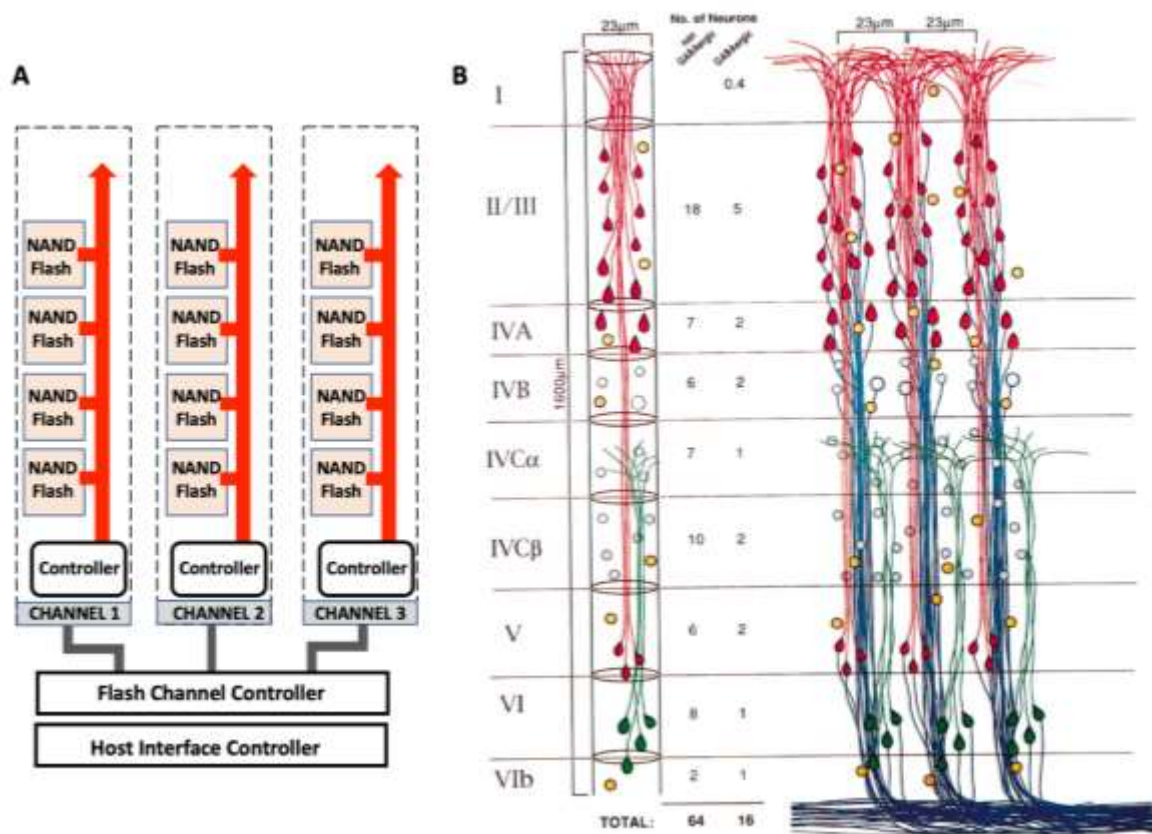 A
NAND
Flash
NAND
Flash
NAND
Flash
NAND
Flash
NAND
Flash
NAND
Flash
NAND
Flash
NAND
Flash
NAND
Flash
NAND
Flash
NAND
Flash
NAND
Flash
Controller
Controller
Controller
CHANNEL 1
CHANNEL 2
CHANNEL 3
Flash Channel Controller
Host Interface Controller
B
23μm
No. of Neurone
non
GABAergic
GABAergic
23μm
23μm
1600μm
I
0.4
II/III
18
5
IVA
7
2
IVB
6
2
IVCα
7
1
IVCβ
10
2
V
6
2
VI
8
1
VIb
2
1
TOTAL:
64
16